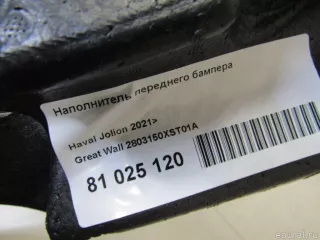 Наполнитель переднего бампера
Haval Jolion 2021>
Great Wall 2803150XST01A
81 025 120